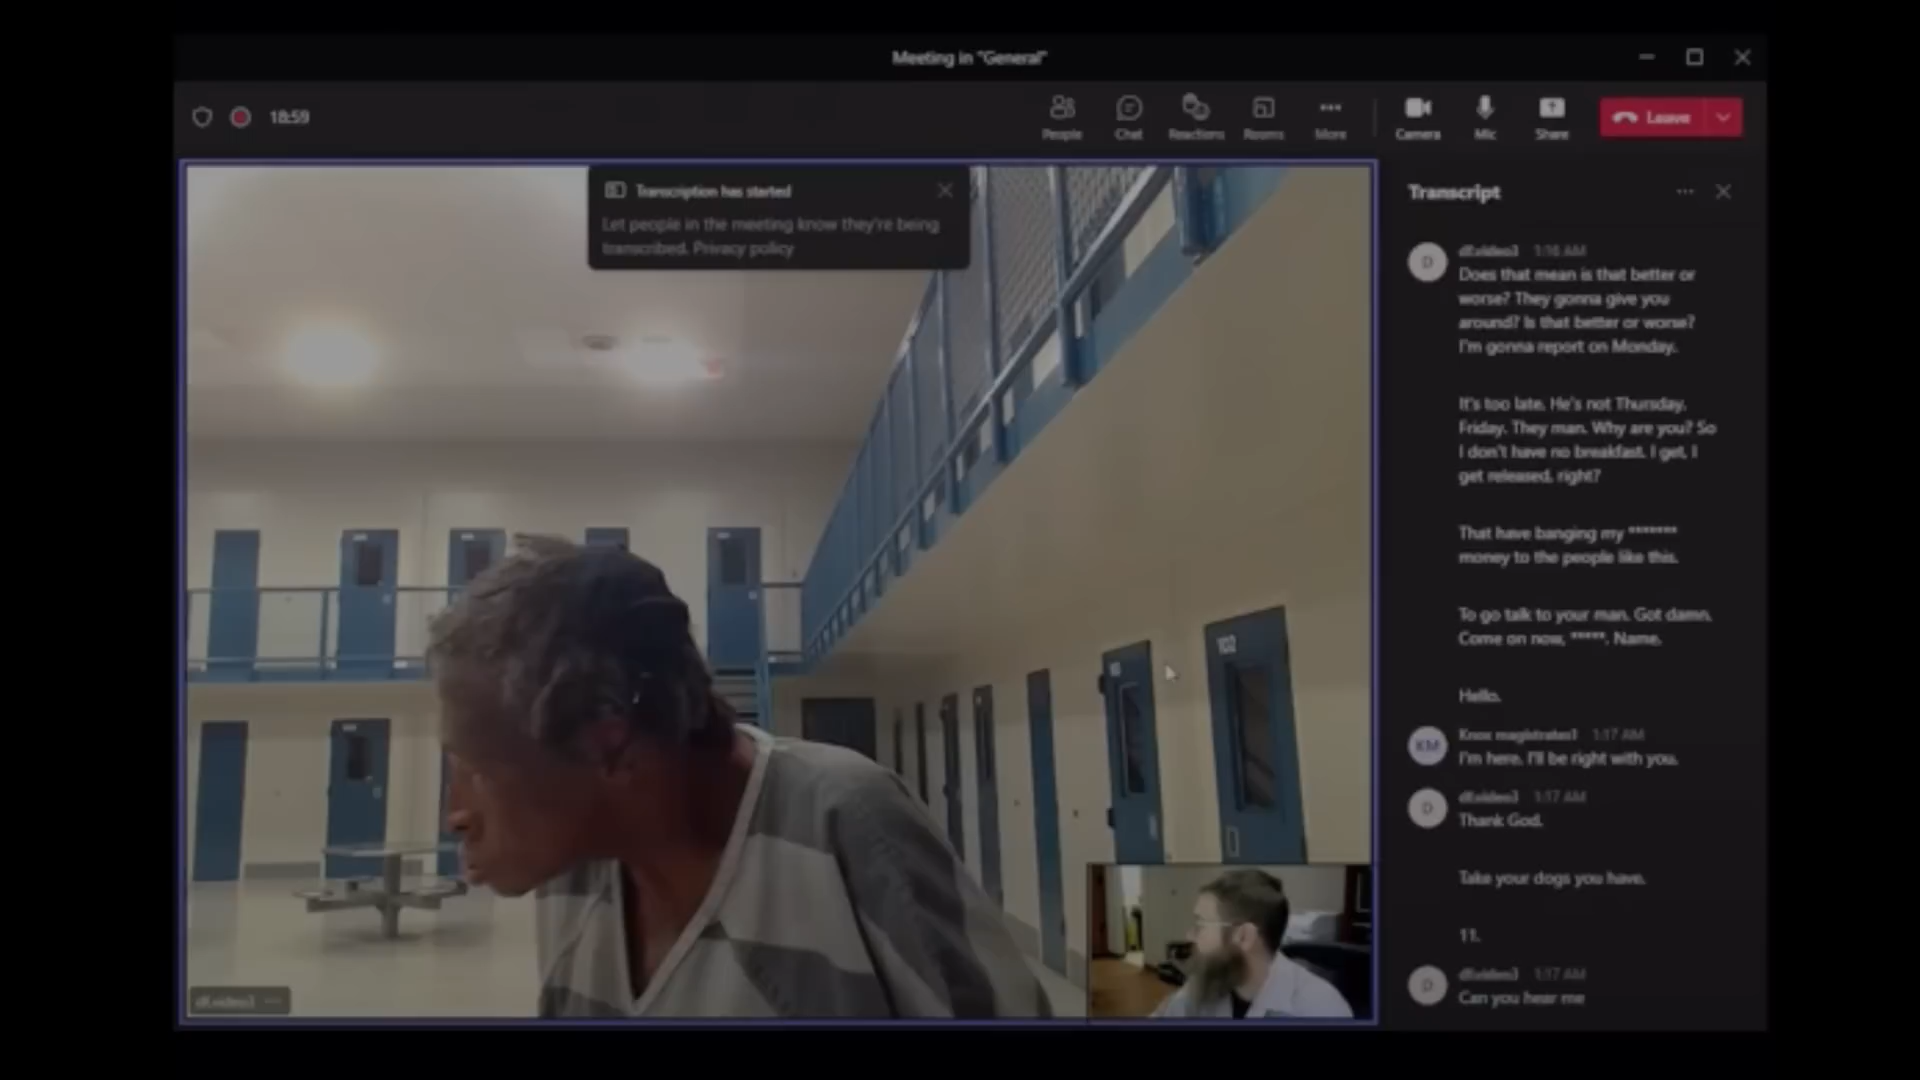 Meeting in "General"
18:59
People
Chat
Reactions
Rooms
More
Camera
Mic
Share
Leave
Transcription has started
Let people in the meeting know they're being
transcribed. Privacy policy
Transcript
D
1:16 AM
Does that mean is that better or
worse? They gonna give you
around? Is that better or worse?
I'm gonna report on Monday.
It's too late. He's not Thursday.
Friday. They man. Why are you? So
I don't have no breakfast. I get, I
get released, right?
That have banging my *******
money to the people like this.
To go talk to your man. Got damn.
Come on now, *****. Name.
Hello.
KM
Knox magistrates1 1:17 AM
I'm here. I'll be right with you.
D
1:17 AM
Thank God.
Take your dogs you have.
11.
D
1:17 AM
Can you hear me
102